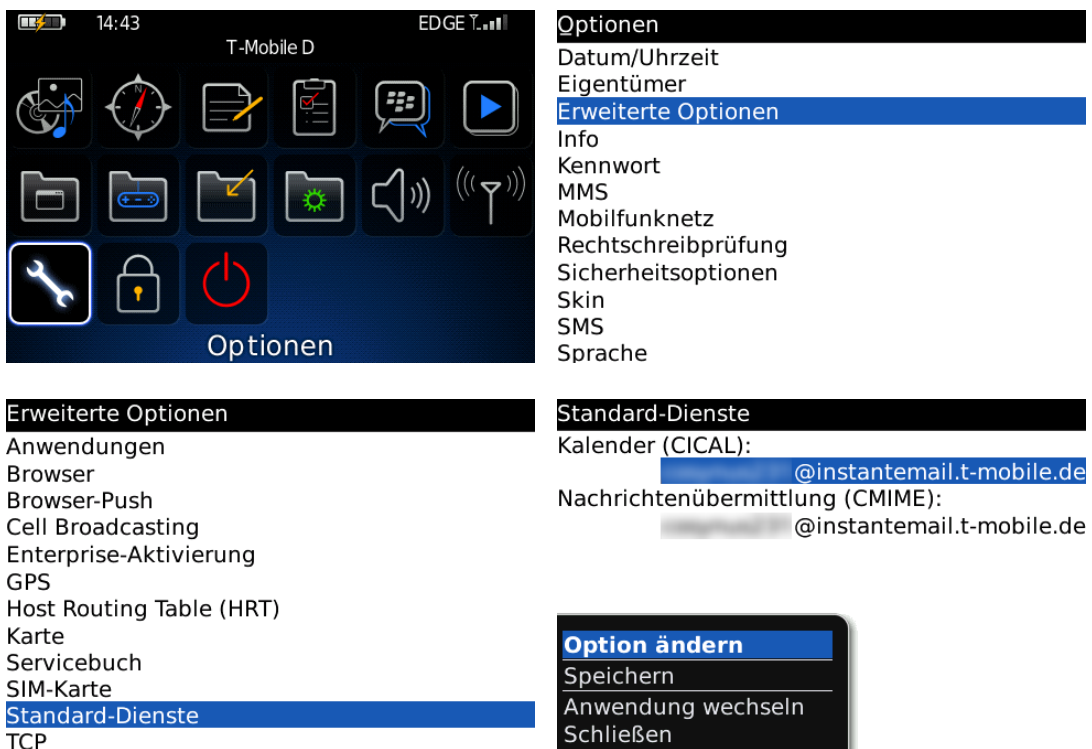 14:43
EDGE
T-Mobile D
Optionen
Optionen
Datum/Uhrzeit
Eigentümer
Erweiterte Optionen
Info
Kennwort
MMS
Mobilfunknetz
Rechtschreibprüfung
Sicherheitsoptionen
Skin
SMS
Sprache
Erweiterte Optionen
Anwendungen
Browser
Browser-Push
Cell Broadcasting
Enterprise-Aktivierung
GPS
Host Routing Table (HRT)
Karte
Servicebuch
SIM-Karte
Standard-Dienste
TCP
Standard-Dienste
Kalender (CICAL):
@instantemail.t-mobile.de
Nachrichtenübermittlung (CMIME):
@instantemail.t-mobile.de
Option ändern
Speichern
Anwendung wechseln
Schließen